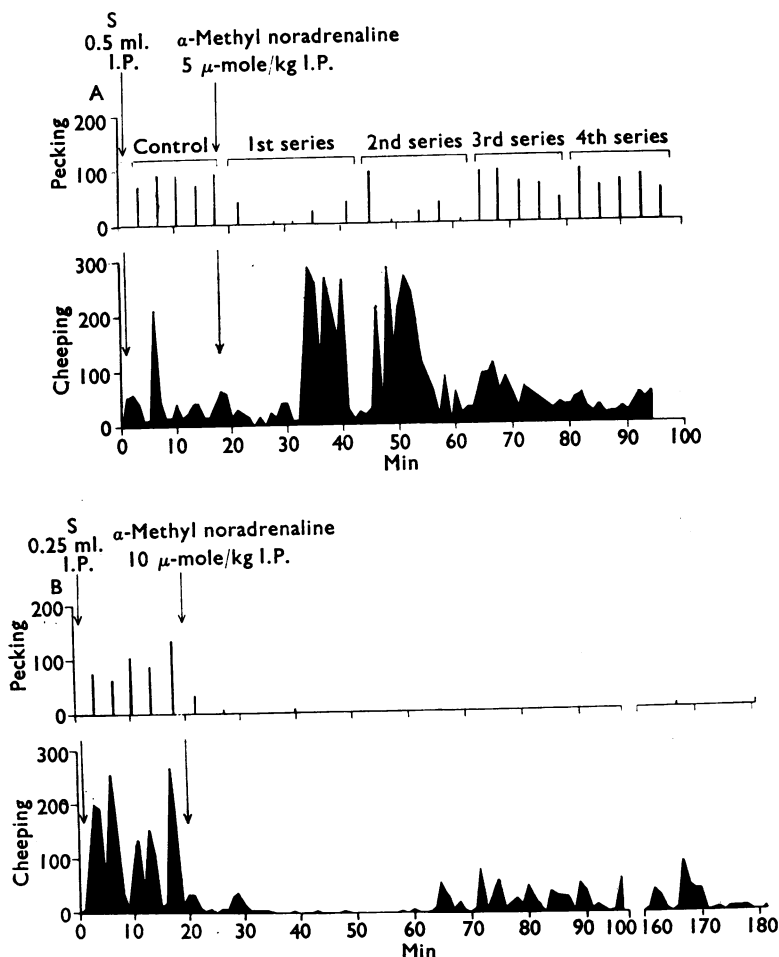 S
0.5 ml. α-Methyl noradrenaline
I.P. 5 μ-mole/kg I.P.
A
200
100
0
Pecking
Control 1st series 2nd series 3rd series 4th series
300
200
100
0
Cheeping
0 10 20 30 40 50 60 70 80 90 100
Min
S
0.25 ml. α-Methyl noradrenaline
I.P. 10 μ-mole/kg I.P.
B
200
100
0
Pecking
300
200
100
0
Cheeping
0 10 20 30 40 50 60 70 80 90 100 160 170 180
Min